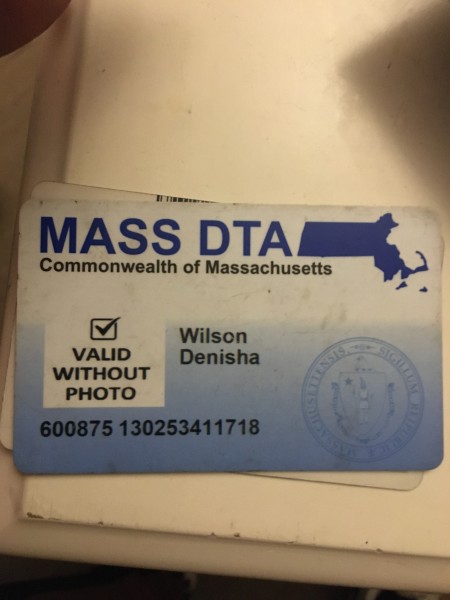 MASS DTA
Commonwealth of Massachusetts
VALID
WITHOUT
PHOTO
Wilson
Denisha
600875 130253411718